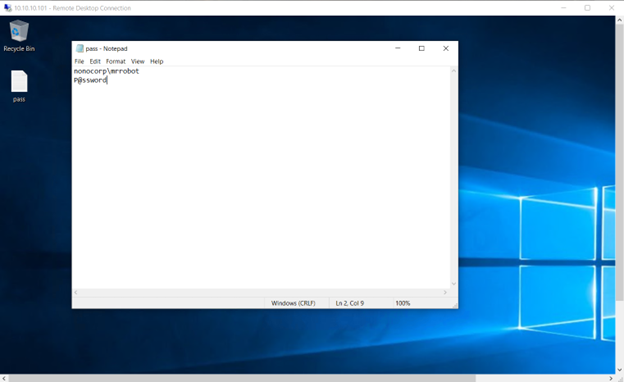 10.10.10.101 - Remote Desktop Connection
Recycle Bin
pass
pass - Notepad
File Edit Format View Help
nonocorp\mrrobot
P@ssword
Windows (CRLF) Ln 2, Col 9 100%